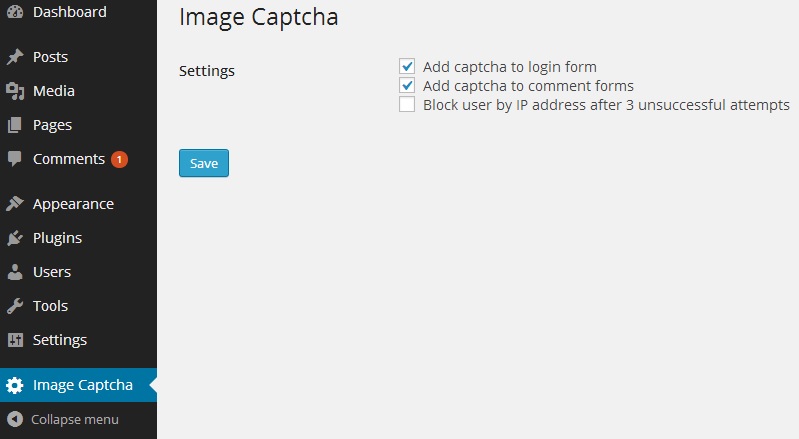 Dashboard
Posts
Media
Pages
Comments 1
Appearance
Plugins
Users
Tools
Settings
Image Captcha
Collapse menu
Image Captcha
Settings
Add captcha to login form
Add captcha to comment forms
Block user by IP address after 3 unsuccessful attempts
Save